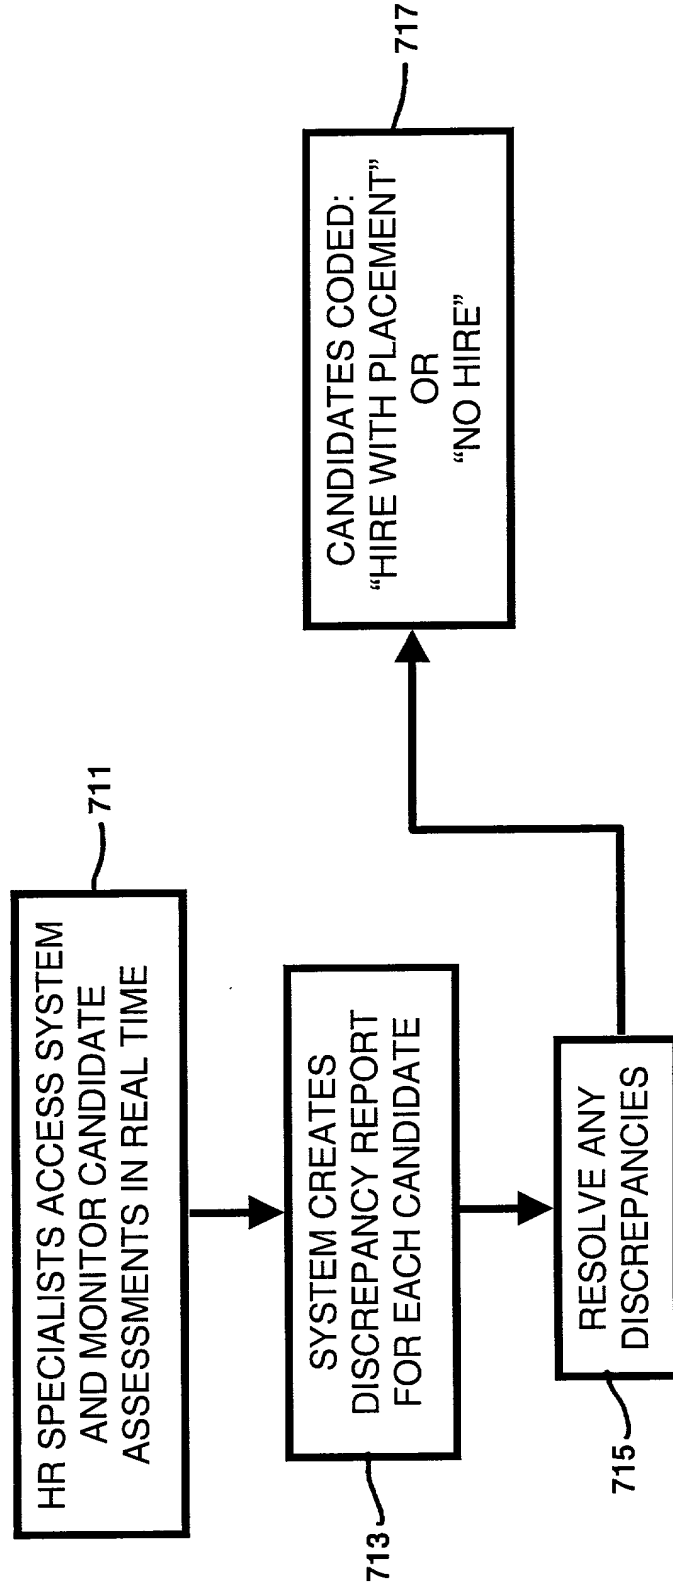 HR SPECIALISTS ACCESS SYSTEM
AND MONITOR CANDIDATE
ASSESSMENTS IN REAL TIME
711
SYSTEM CREATES
DISCREPANCY REPORT
FOR EACH CANDIDATE
713
RESOLVE ANY
DISCREPANCIES
715
CANDIDATES CODED:
“HIRE WITH PLACEMENT”
OR
“NO HIRE”
717